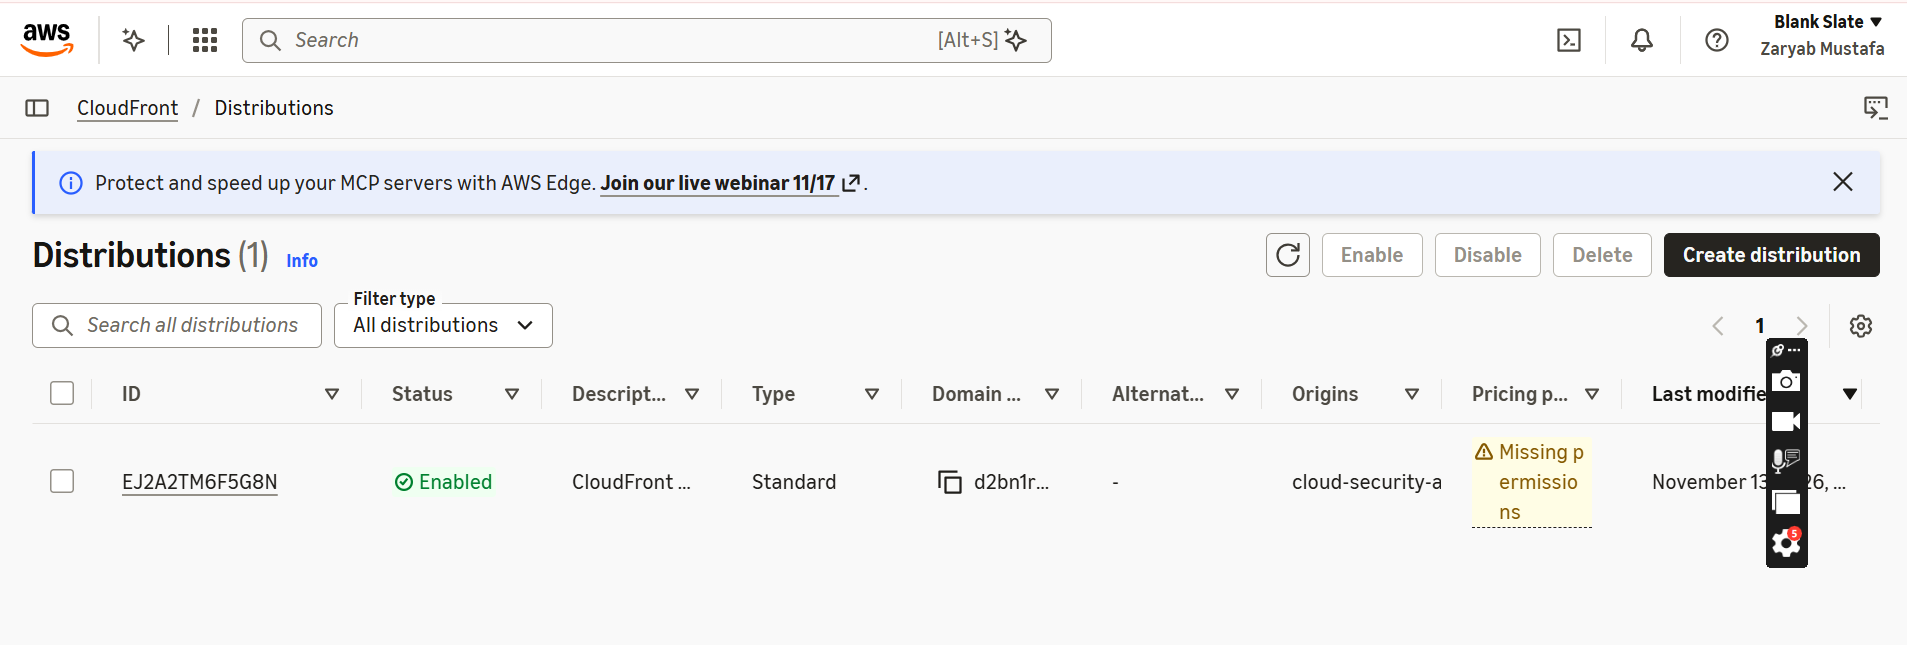 aws
Search
[Alt+S]
Blank Slate
Zaryab Mustafa
CloudFront / Distributions
Protect and speed up your MCP servers with AWS Edge. Join our live webinar 11/17.
Distributions (1) Info
Enable
Disable
Delete
Create distribution
Search all distributions
Filter type
All distributions
1
ID
Status
Descript...
Type
Domain ...
Alternat...
Origins
Pricing p...
Last modifie
EJ2A2TM6F5G8N
Enabled
CloudFront ...
Standard
d2bn1r...
-
cloud-security-a
Missing p
ermissio
ns
November 13 26, ...
5